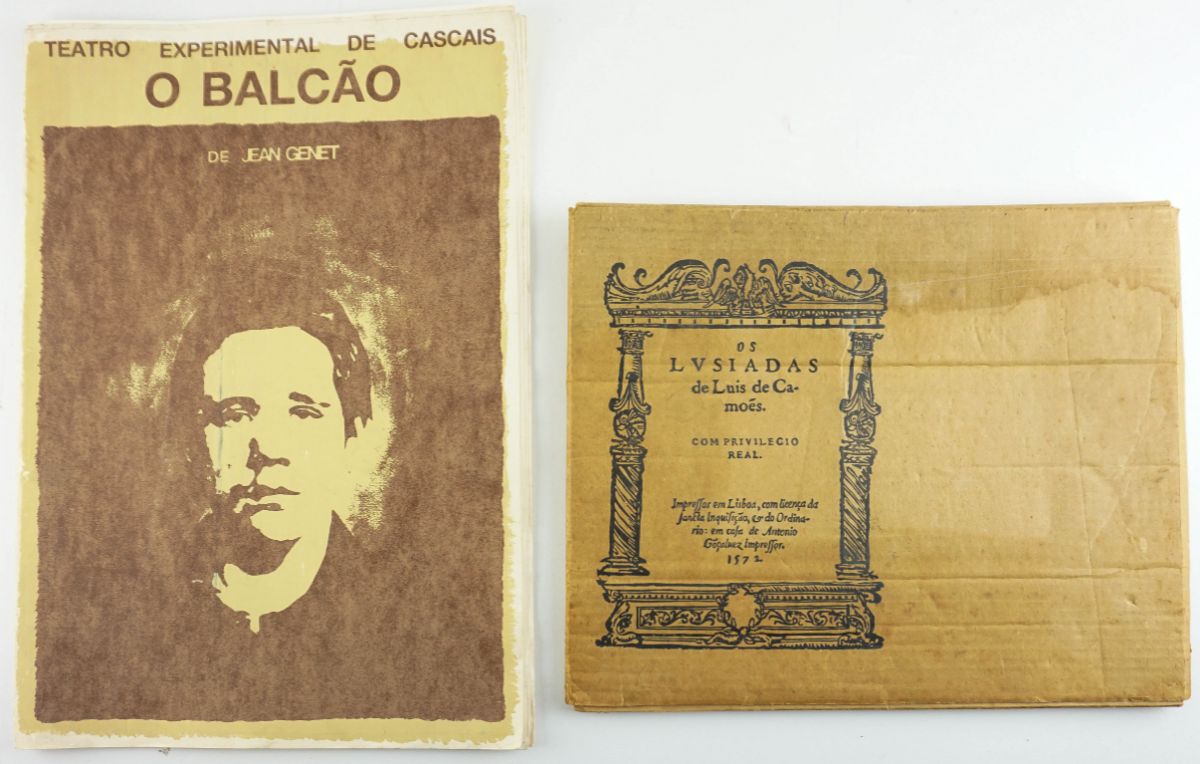 TEATRO EXPERIMENTAL DE CASCAIS
O BALCÃO
DE JEAN GENET
OS
LVSIADAS
de Luis de Ca-
moẽs.
COM PRIVILEGIO
REAL.
Impressos em Lisboa, com licença da
sancta Inquisição, & do Ordina-
rio: em casa de Antonio
Gõçaluez Impressor.
1572